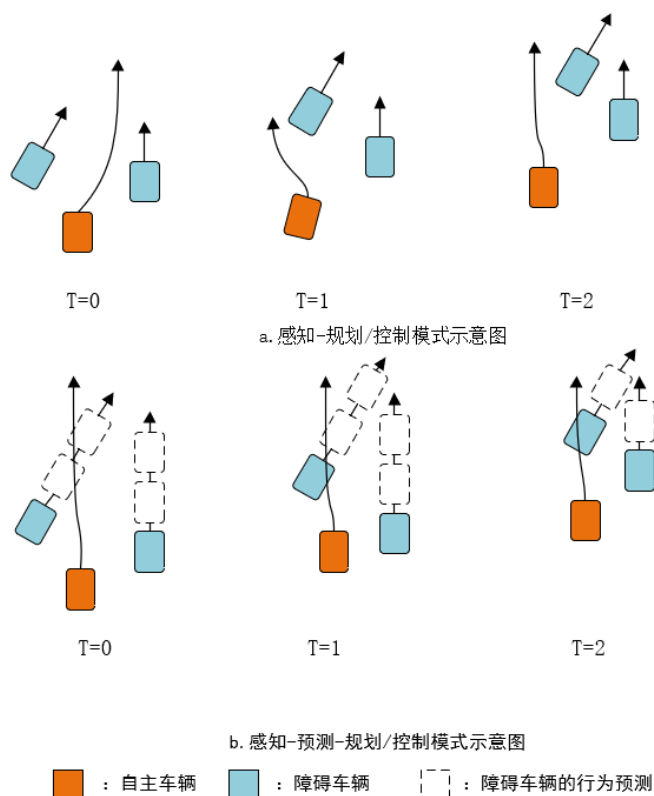 T=0 T=1 T=2
a.感知-规划/控制模式示意图
T=0 T=1 T=2
b.感知-预测-规划/控制模式示意图
：自主车辆 ：障碍车辆 ：障碍车辆的行为预测